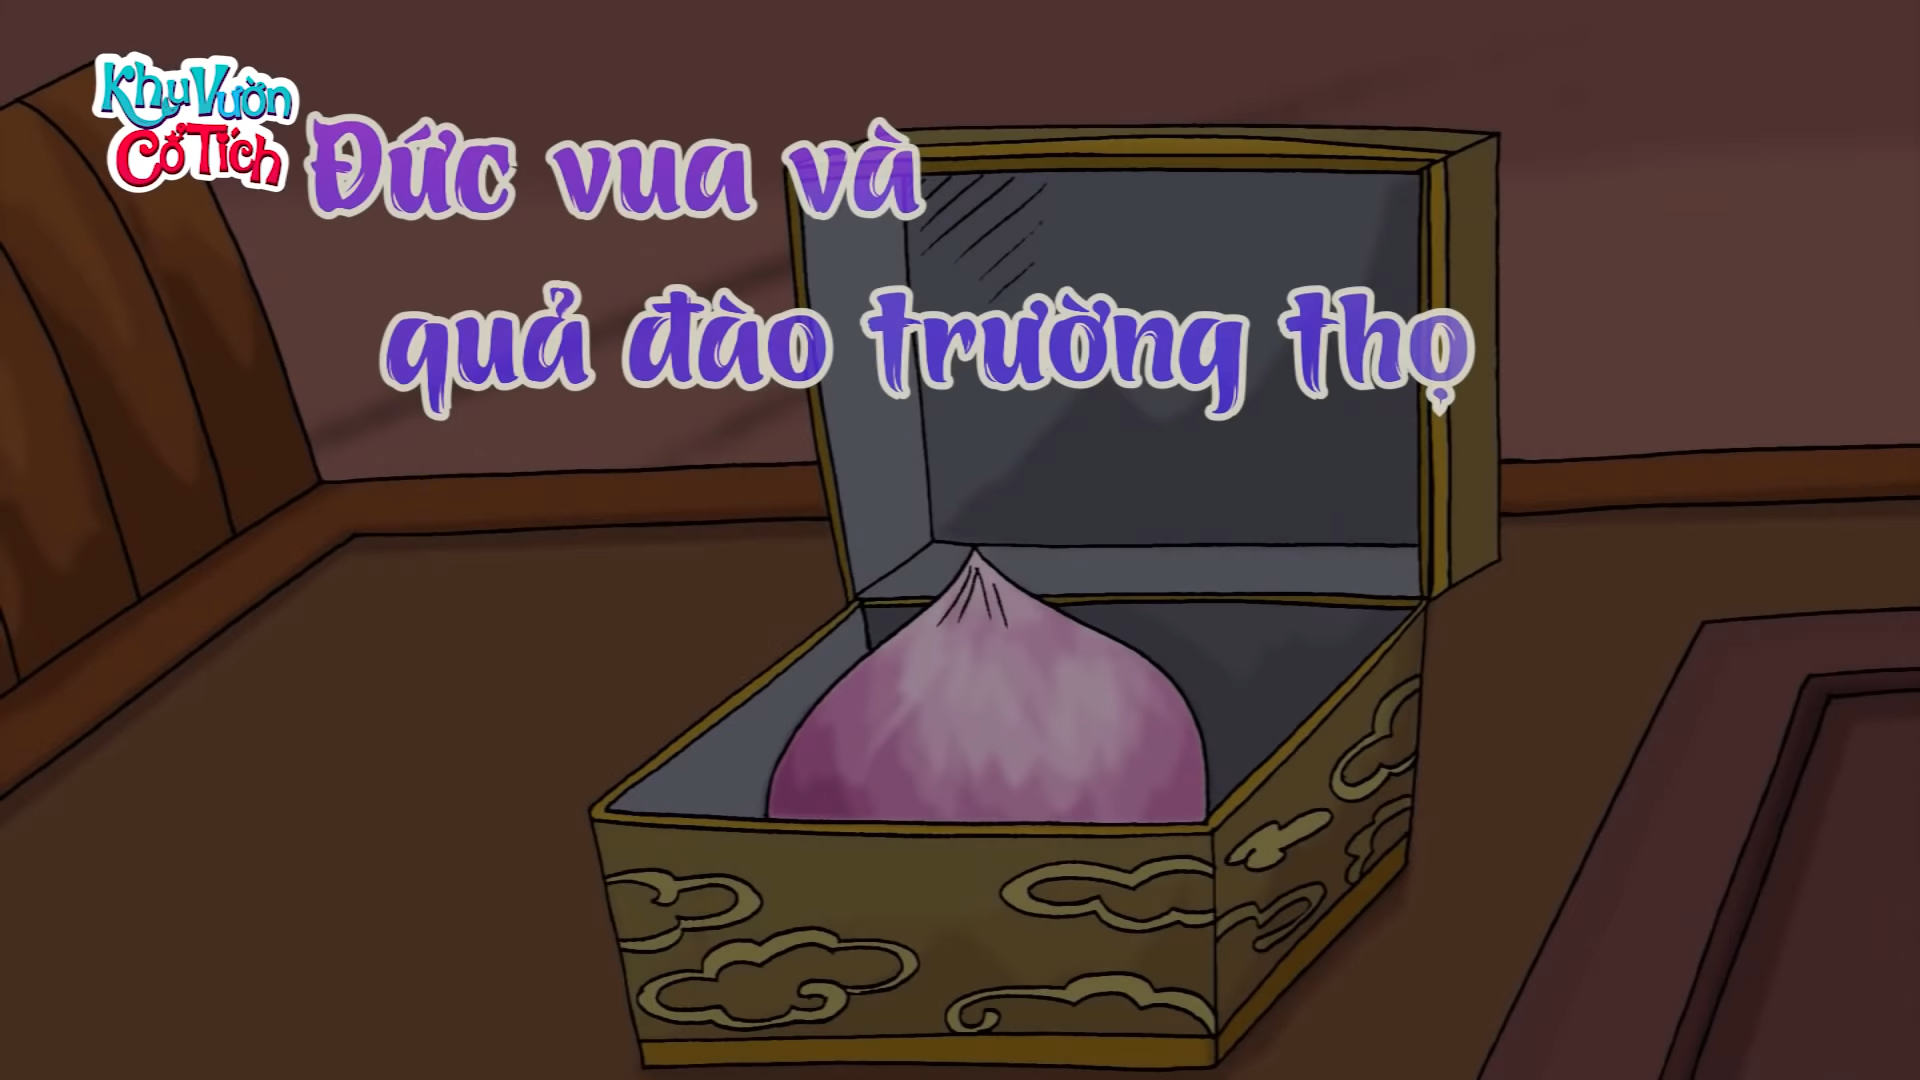 Khu Vườn
Cổ Tích
Đức vua và
quả đào trường thọ